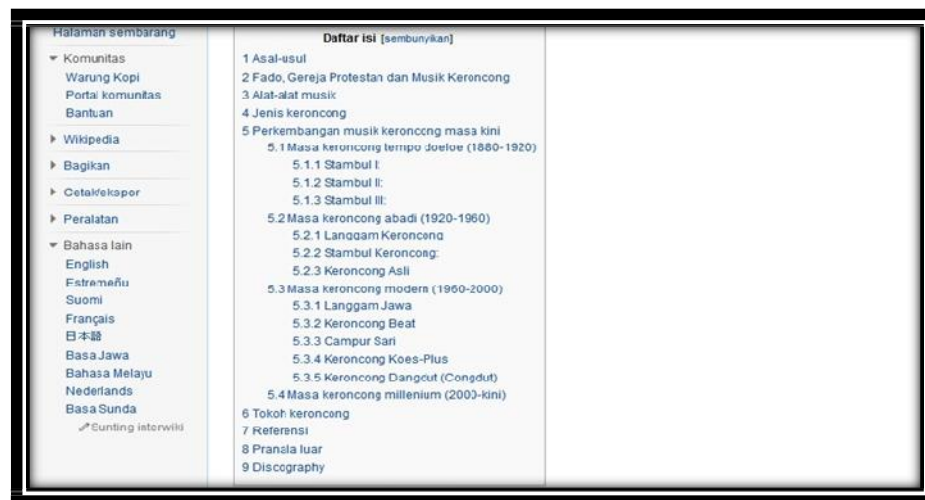 Halaman sembarang
Komunitas
Warung Kopi
Portal komunitas
Bantuan
Wikipedia
Bagikan
Cetak/ekspor
Peralatan
Bahasa lain
English
Estremeñu
Suomi
Français
日本語
Basa Jawa
Bahasa Melayu
Nederlands
Basa Sunda
Sunting interwiki
Daftar isi [sembunyikan]
1 Asal-usul
2 Fado, Gereja Protestan dan Musik Keroncong
3 Alat-alat musik
4 Jenis keroncong
5 Perkembangan musik keroncong masa kini
5.1 Masa keroncong tempo doeloe (1880-1920)
5.1.1 Stambul I:
5.1.2 Stambul II:
5.1.3 Stambul III:
5.2 Masa keroncong abadi (1920-1960)
5.2.1 Langgam Keroncong
5.2.2 Stambul Keroncong:
5.2.3 Keroncong Asli
5.3 Masa keroncong modern (1960-2000)
5.3.1 Langgam Jawa
5.3.2 Keroncong Beat
5.3.3 Campur Sari
5.3.4 Keroncong Koes-Plus
5.3.5 Keroncong Dangdut (Congdut)
5.4 Masa keroncong millenium (2000-kini)
6 Tokoh keroncong
7 Referensi
8 Pranala luar
9 Discography